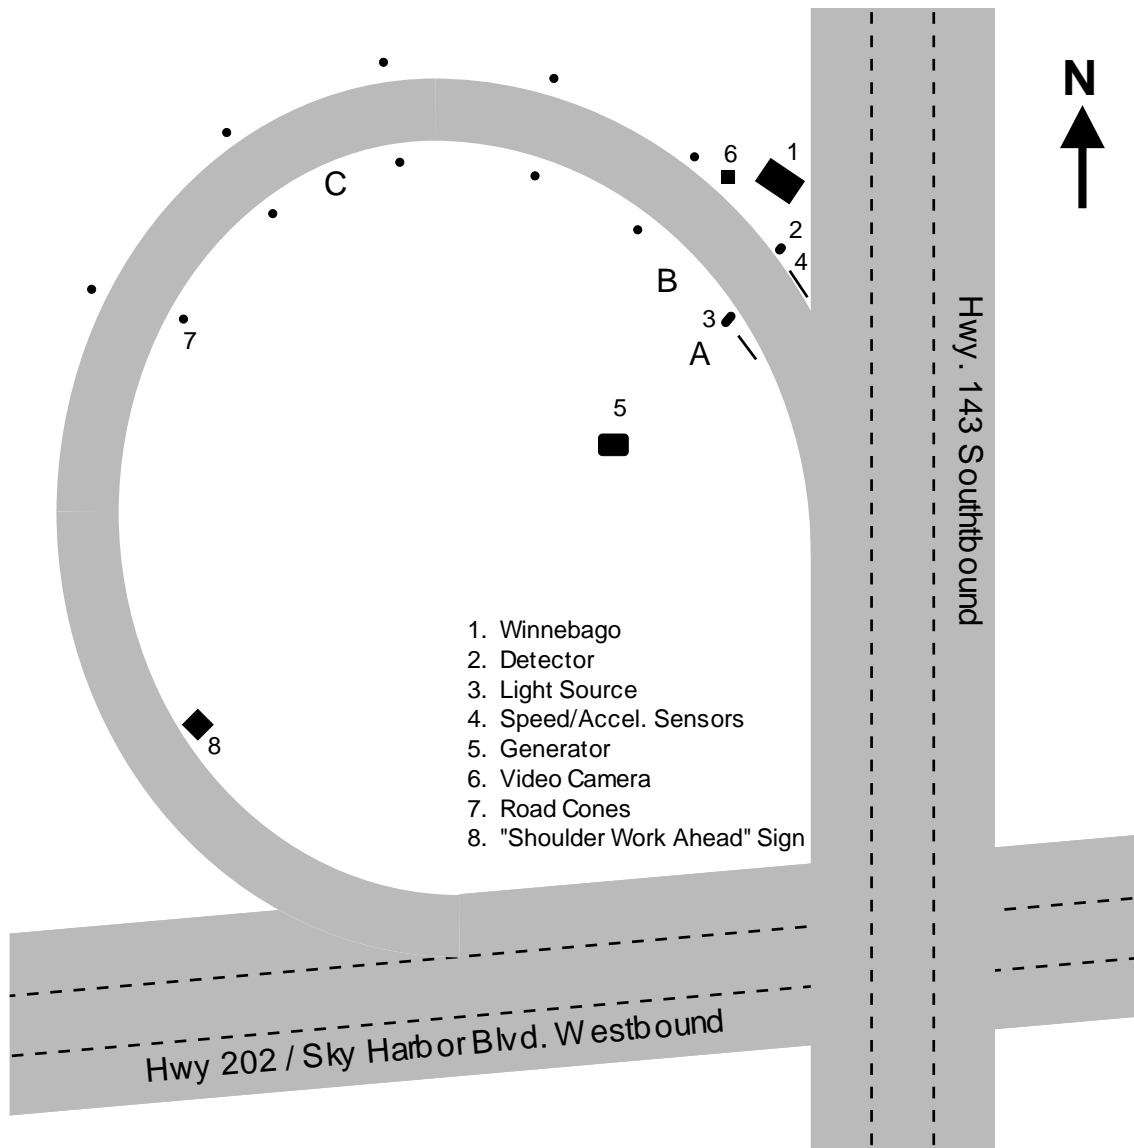 N
6
1
2
4
C
B
3
A
7
5
Hwy. 143 Southtbound
8
1. Winnebago
2. Detector
3. Light Source
4. Speed/Accel. Sensors
5. Generator
6. Video Camera
7. Road Cones
8. "Shoulder Work Ahead" Sign
Hwy 202 / Sky Harbor Blvd. Westbound